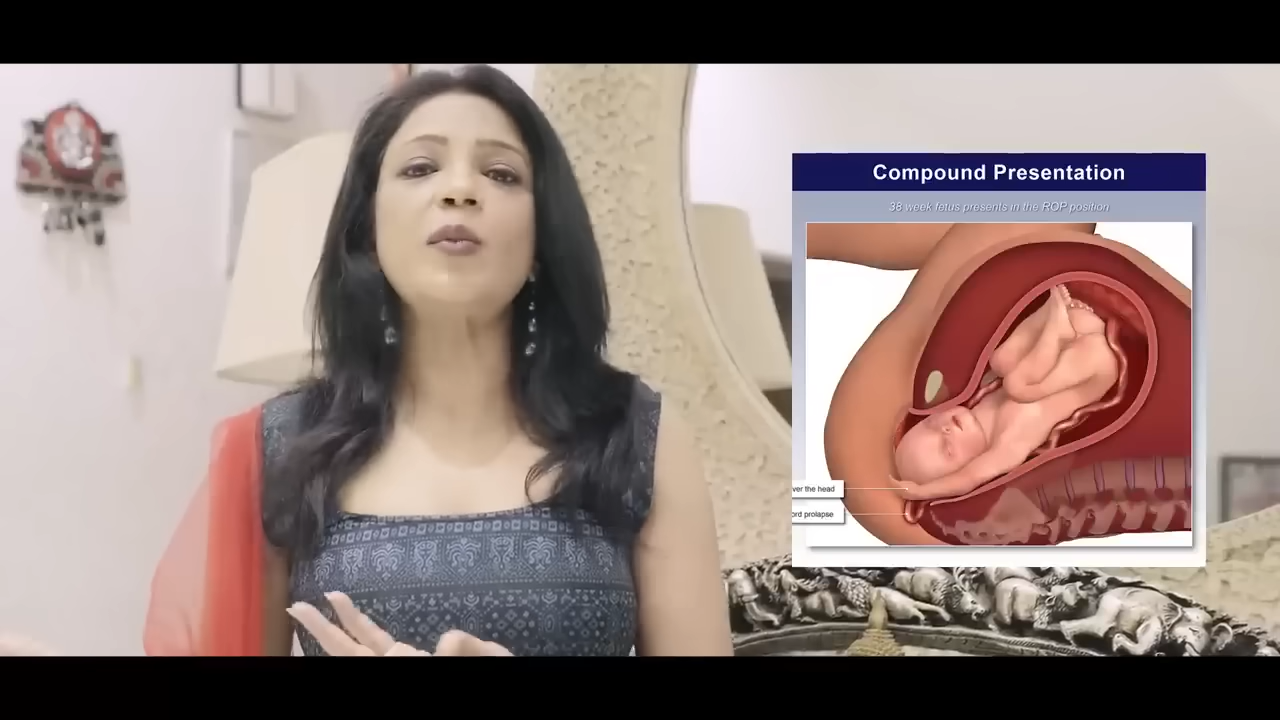 Compound Presentation
38 week fetus presents in the ROP position
ver the head
ord prolapse